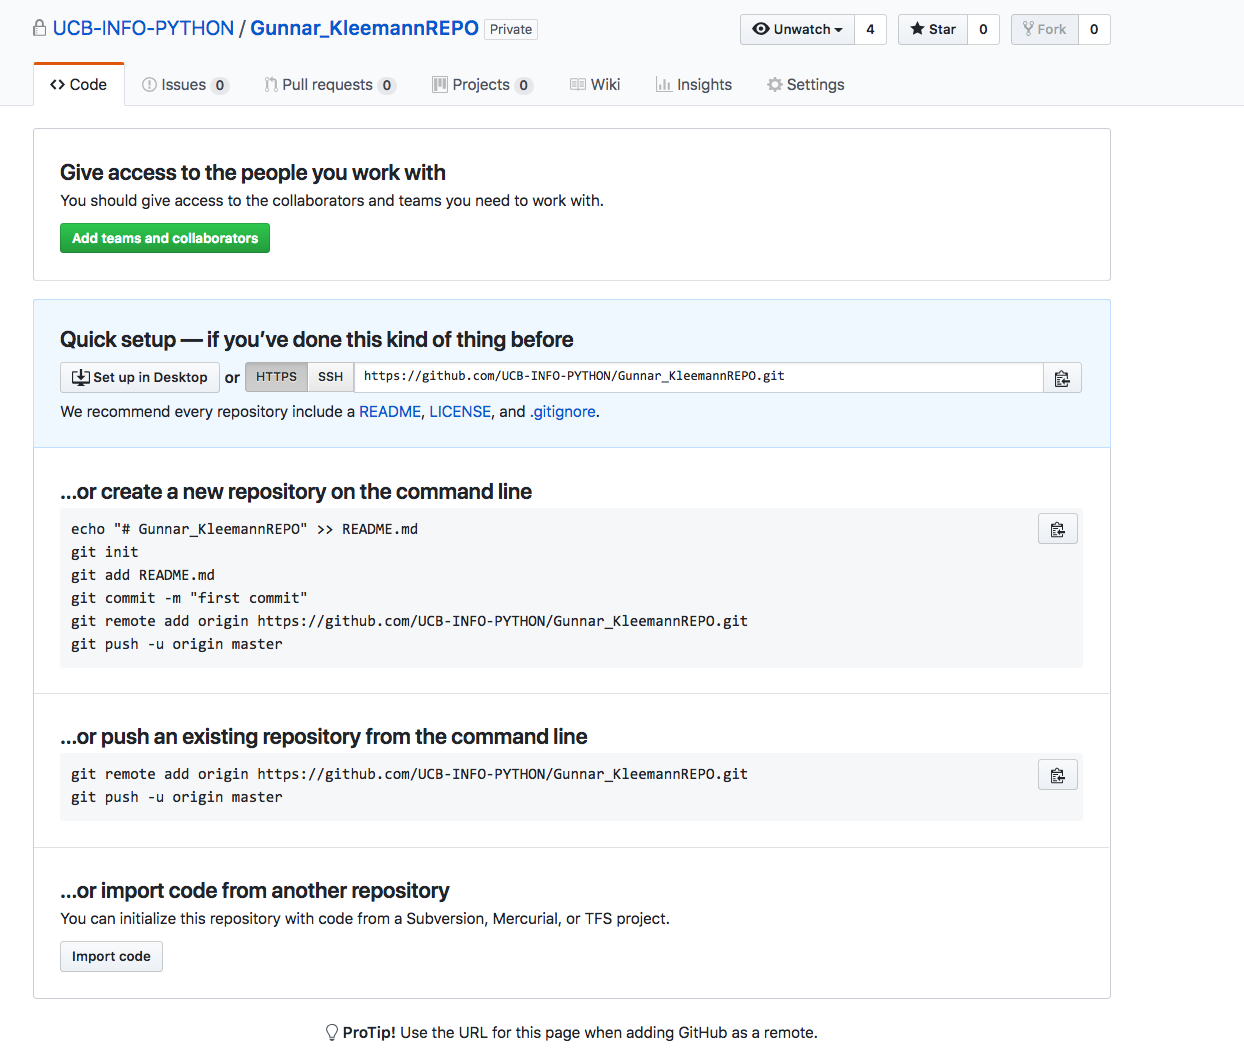 UCB-INFO-PYTHON / Gunnar_KleemannREPO Private
Unwatch 4 Star 0 Fork 0
Code Issues 0 Pull requests 0 Projects 0 Wiki Insights Settings
Give access to the people you work with
You should give access to the collaborators and teams you need to work with.
Add teams and collaborators
Quick setup — if you’ve done this kind of thing before
Set up in Desktop or HTTPS SSH https://github.com/UCB-INFO-PYTHON/Gunnar_KleemannREPO.git
We recommend every repository include a README, LICENSE, and .gitignore.
…or create a new repository on the command line
echo "# Gunnar_KleemannREPO" >> README.md
git init
git add README.md
git commit -m "first commit"
git remote add origin https://github.com/UCB-INFO-PYTHON/Gunnar_KleemannREPO.git
git push -u origin master
…or push an existing repository from the command line
git remote add origin https://github.com/UCB-INFO-PYTHON/Gunnar_KleemannREPO.git
git push -u origin master
…or import code from another repository
You can initialize this repository with code from a Subversion, Mercurial, or TFS project.
Import code
ProTip! Use the URL for this page when adding GitHub as a remote.